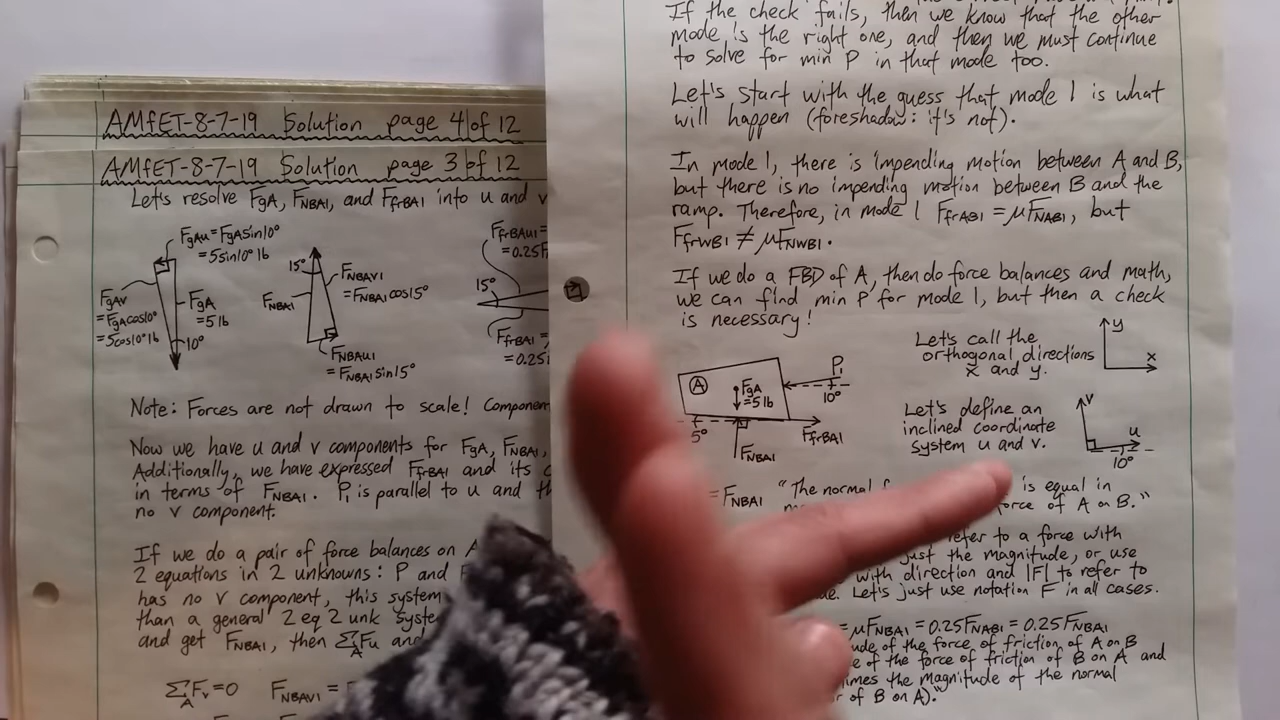 AMfET-8-7-19 Solution page 4 of 12
AMfET-8-7-19 Solution page 3 of 12
Let's resolve FgA, FNBA1, and FfrBA1 into u and v
FgAu = FgAsin10°
= 5sin10° lb
FgAv
= FgAcos10°
= 5cos10° lb
FgA
= 5 lb
10°
15°
FNBA1
FNBAV1
= FNBA1cos15°
FNBAU1
= FNBA1sin15°
FfrBAU1=
= 0.25F
15°
FfrBA1 =
= 0.25
Note: Forces are not drawn to scale! Componen
Now we have u and v components for FgA, FNBA1,
Additionally, we have expressed FfrBA1 and its
in terms of FNBA1. P1 is parallel to u and
no v component.
If we do a pair of force balances on
2 equations in 2 unknowns: P and
has no v component, this system
than a general 2 eq 2 unk syste
and get FNBA1, then ΣFu and
A
ΣFv=0 FNBAV1 =
A
If the check fails, then we know that the other
mode is the right one, and then we must continue
to solve for min P in that mode too.
Let's start with the guess that mode 1 is what
will happen (foreshadow: it's not).
In mode 1, there is impending motion between A and B,
but there is no impending motion between B and the
ramp. Therefore, in mode 1 FfrAB1 = μFNAB1, but
FfrWB1 ≠ μFNWB1.
If we do a FBD of A, then do force balances and math,
we can find min P for mode 1, but then a check
is necessary!
A
FgA
=5 lb
P1
10°
5°
FfrBA1
FNBA1
Let's call the
orthogonal directions
x and y.
y
x
Let's define an
inclined coordinate
system u and v.
v
u
10°
= FNBA1 "The normal is equal in
force of A on B."
refer to a force with
just the magnitude, or use
with direction and |F| to refer to
Let's just use notation F in all cases.
= μFNBA1 = 0.25FNAB1 = 0.25FNBA1
of the force of friction of A on B
of the force of friction of B on A and
times the magnitude of the normal
of B on A)."